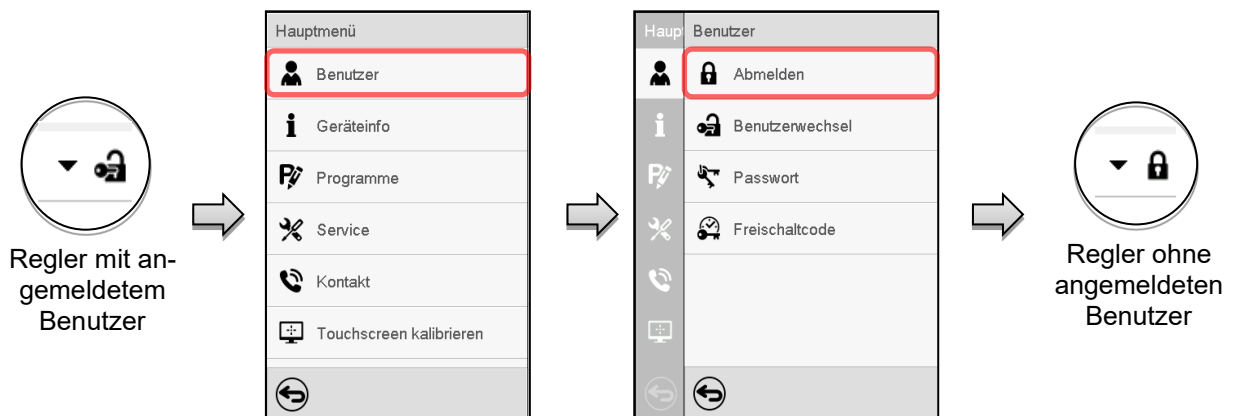 Regler mit an-
gemeldetem
Benutzer
Hauptmenü
Benutzer
Geräteinfo
Programme
Service
Kontakt
Touchscreen kalibrieren
Haup
Benutzer
Abmelden
Benutzerwechsel
Passwort
Freischaltcode
Regler ohne
angemeldeten
Benutzer